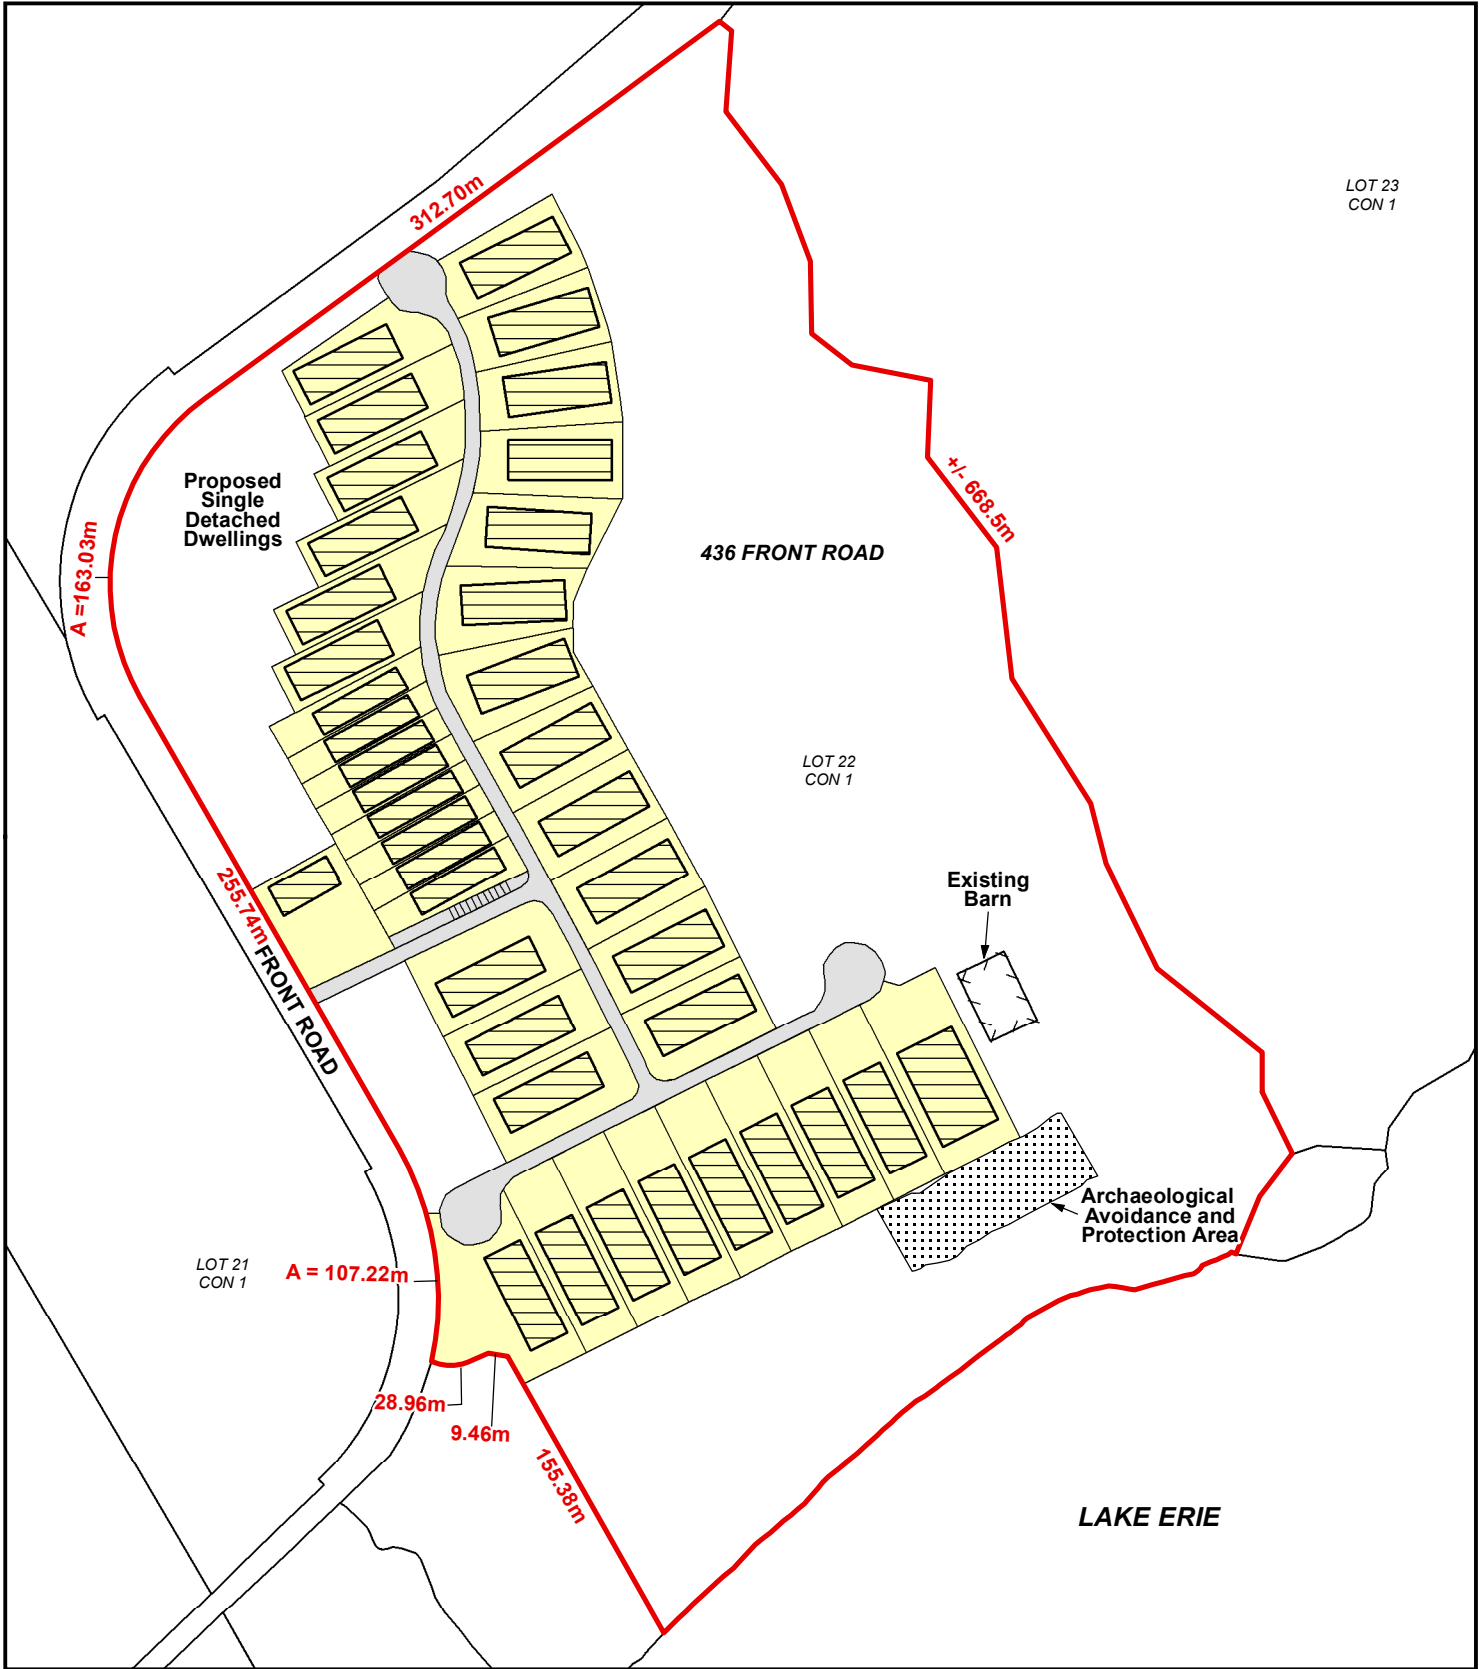 LOT 23
CON 1
312.70m
Proposed
Single
Detached
Dwellings
+/- 668.5m
A =163.03m
436 FRONT ROAD
LOT 22
CON 1
255.74m
FRONT ROAD
Existing
Barn
Archaeological
Avoidance and
Protection Area
LOT 21
CON 1
A = 107.22m
28.96m
9.46m
155.38m
LAKE ERIE